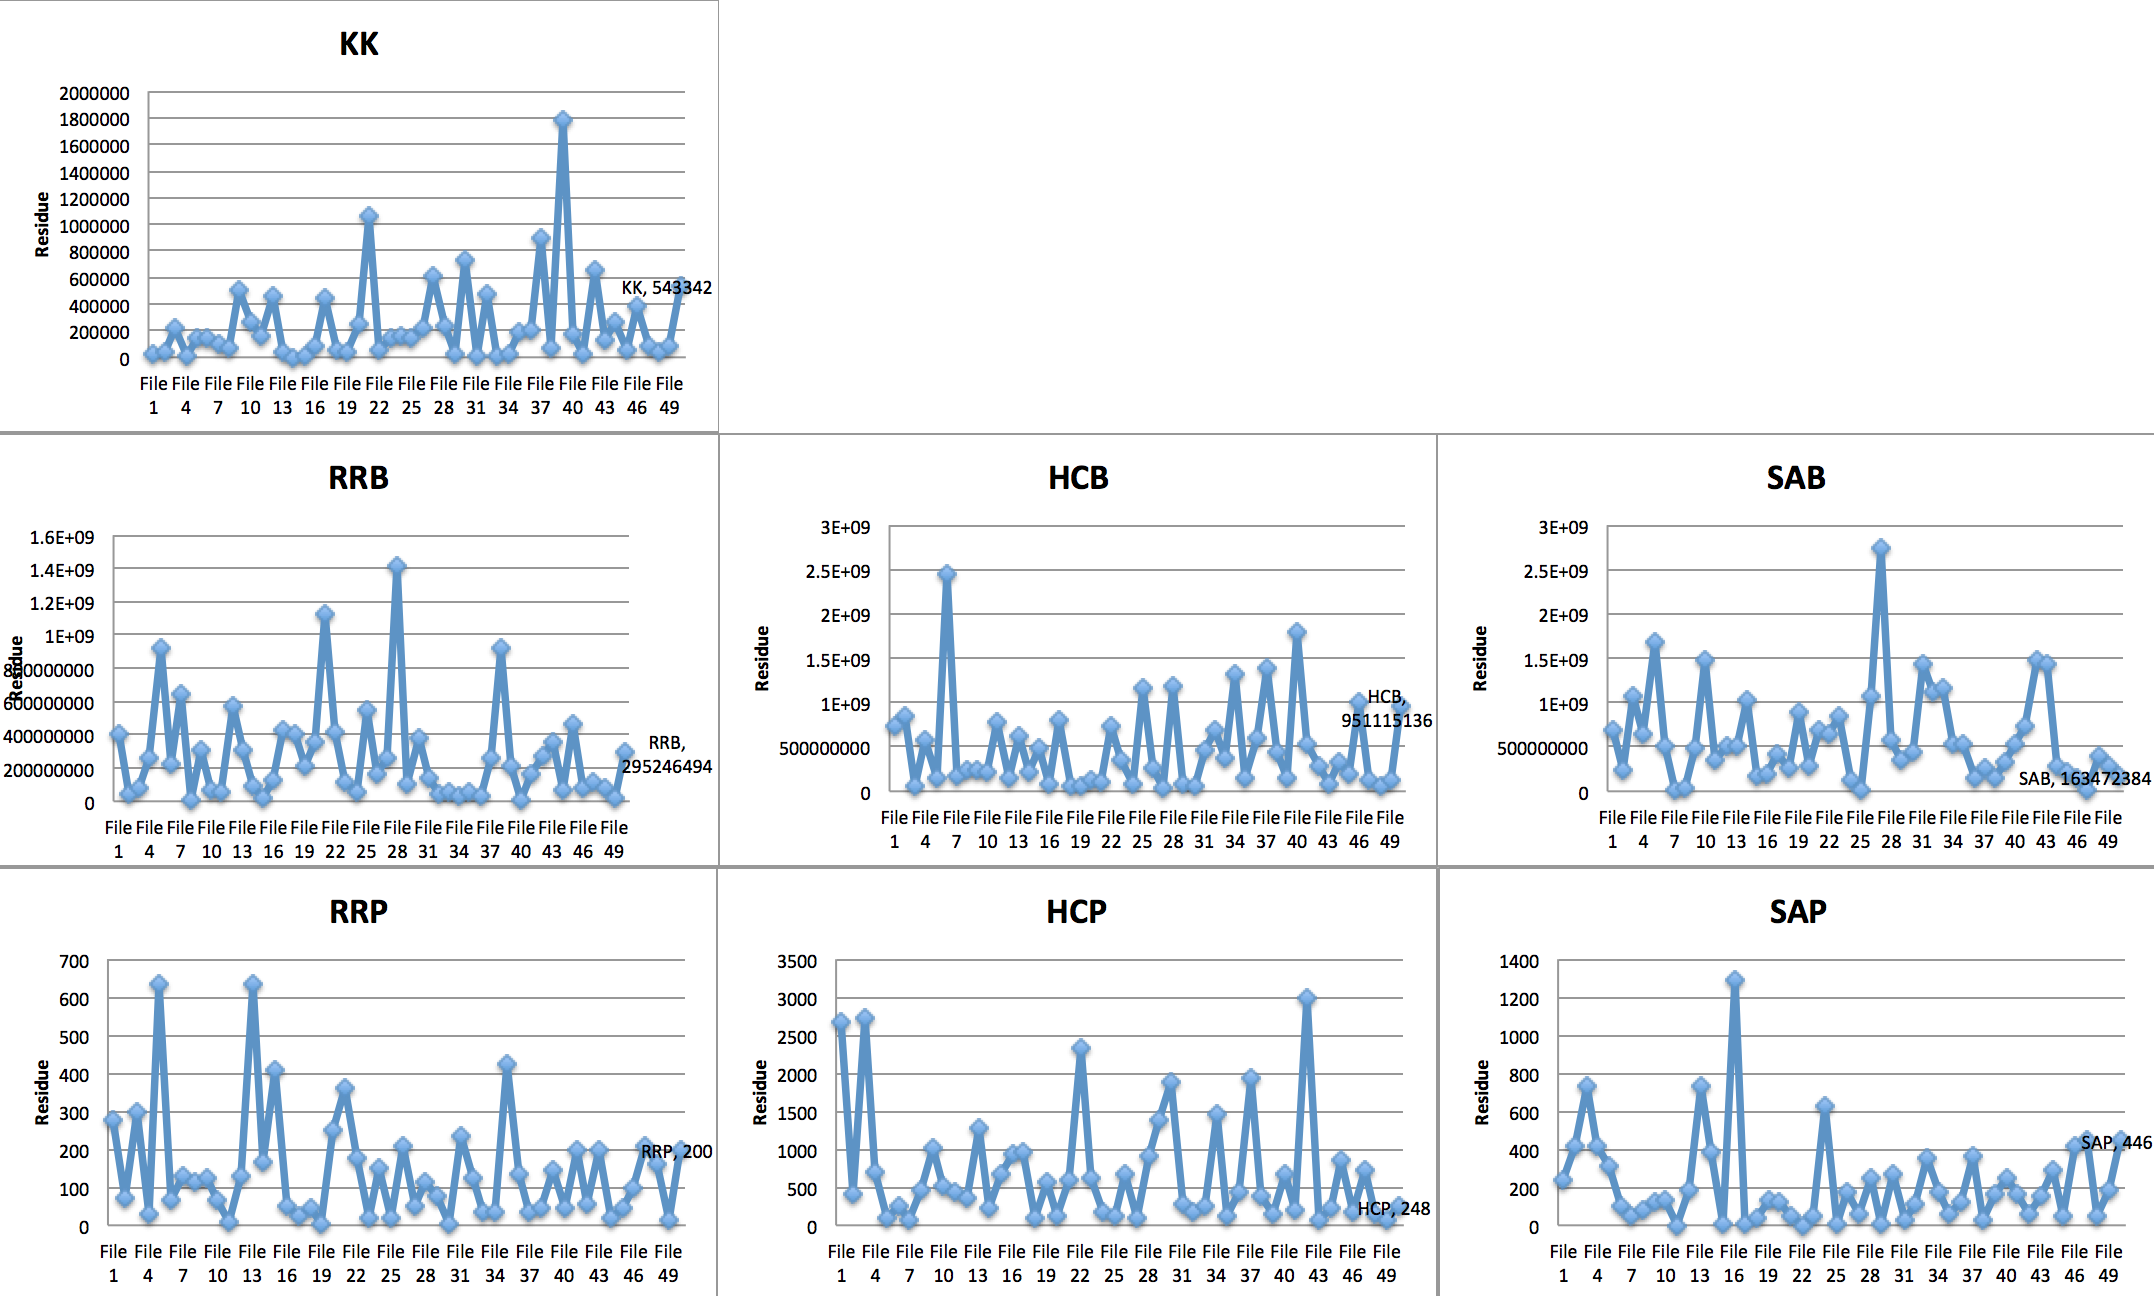 KK
2000000
1800000
1600000
1400000
1200000
1000000
800000
600000
400000
200000
0
Residue
KK, 543342
File File File File File File File File File File File File File File File File File
1 4 7 10 13 16 19 22 25 28 31 34 37 40 43 46 49
RRB
1.6E+09
1.4E+09
1.2E+09
1E+09
800000000
600000000
400000000
200000000
0
Residue
RRB,
295246494
File File File File File File File File File File File File File File File File File
1 4 7 10 13 16 19 22 25 28 31 34 37 40 43 46 49
HCB
3E+09
2.5E+09
2E+09
1.5E+09
1E+09
500000000
0
Residue
HCB,
951115136
File File File File File File File File File File File File File File File File File
1 4 7 10 13 16 19 22 25 28 31 34 37 40 43 46 49
SAB
3E+09
2.5E+09
2E+09
1.5E+09
1E+09
500000000
0
Residue
SAB, 163472384
File File File File File File File File File File File File File File File File File
1 4 7 10 13 16 19 22 25 28 31 34 37 40 43 46 49
RRP
700
600
500
400
300
200
100
0
Residue
RRP, 200
File File File File File File File File File File File File File File File File File
1 4 7 10 13 16 19 22 25 28 31 34 37 40 43 46 49
HCP
3500
3000
2500
2000
1500
1000
500
0
Residue
HCP, 248
File File File File File File File File File File File File File File File File File
1 4 7 10 13 16 19 22 25 28 31 34 37 40 43 46 49
SAP
1400
1200
1000
800
600
400
200
0
Residue
SAP, 446
File File File File File File File File File File File File File File File File File
1 4 7 10 13 16 19 22 25 28 31 34 37 40 43 46 49